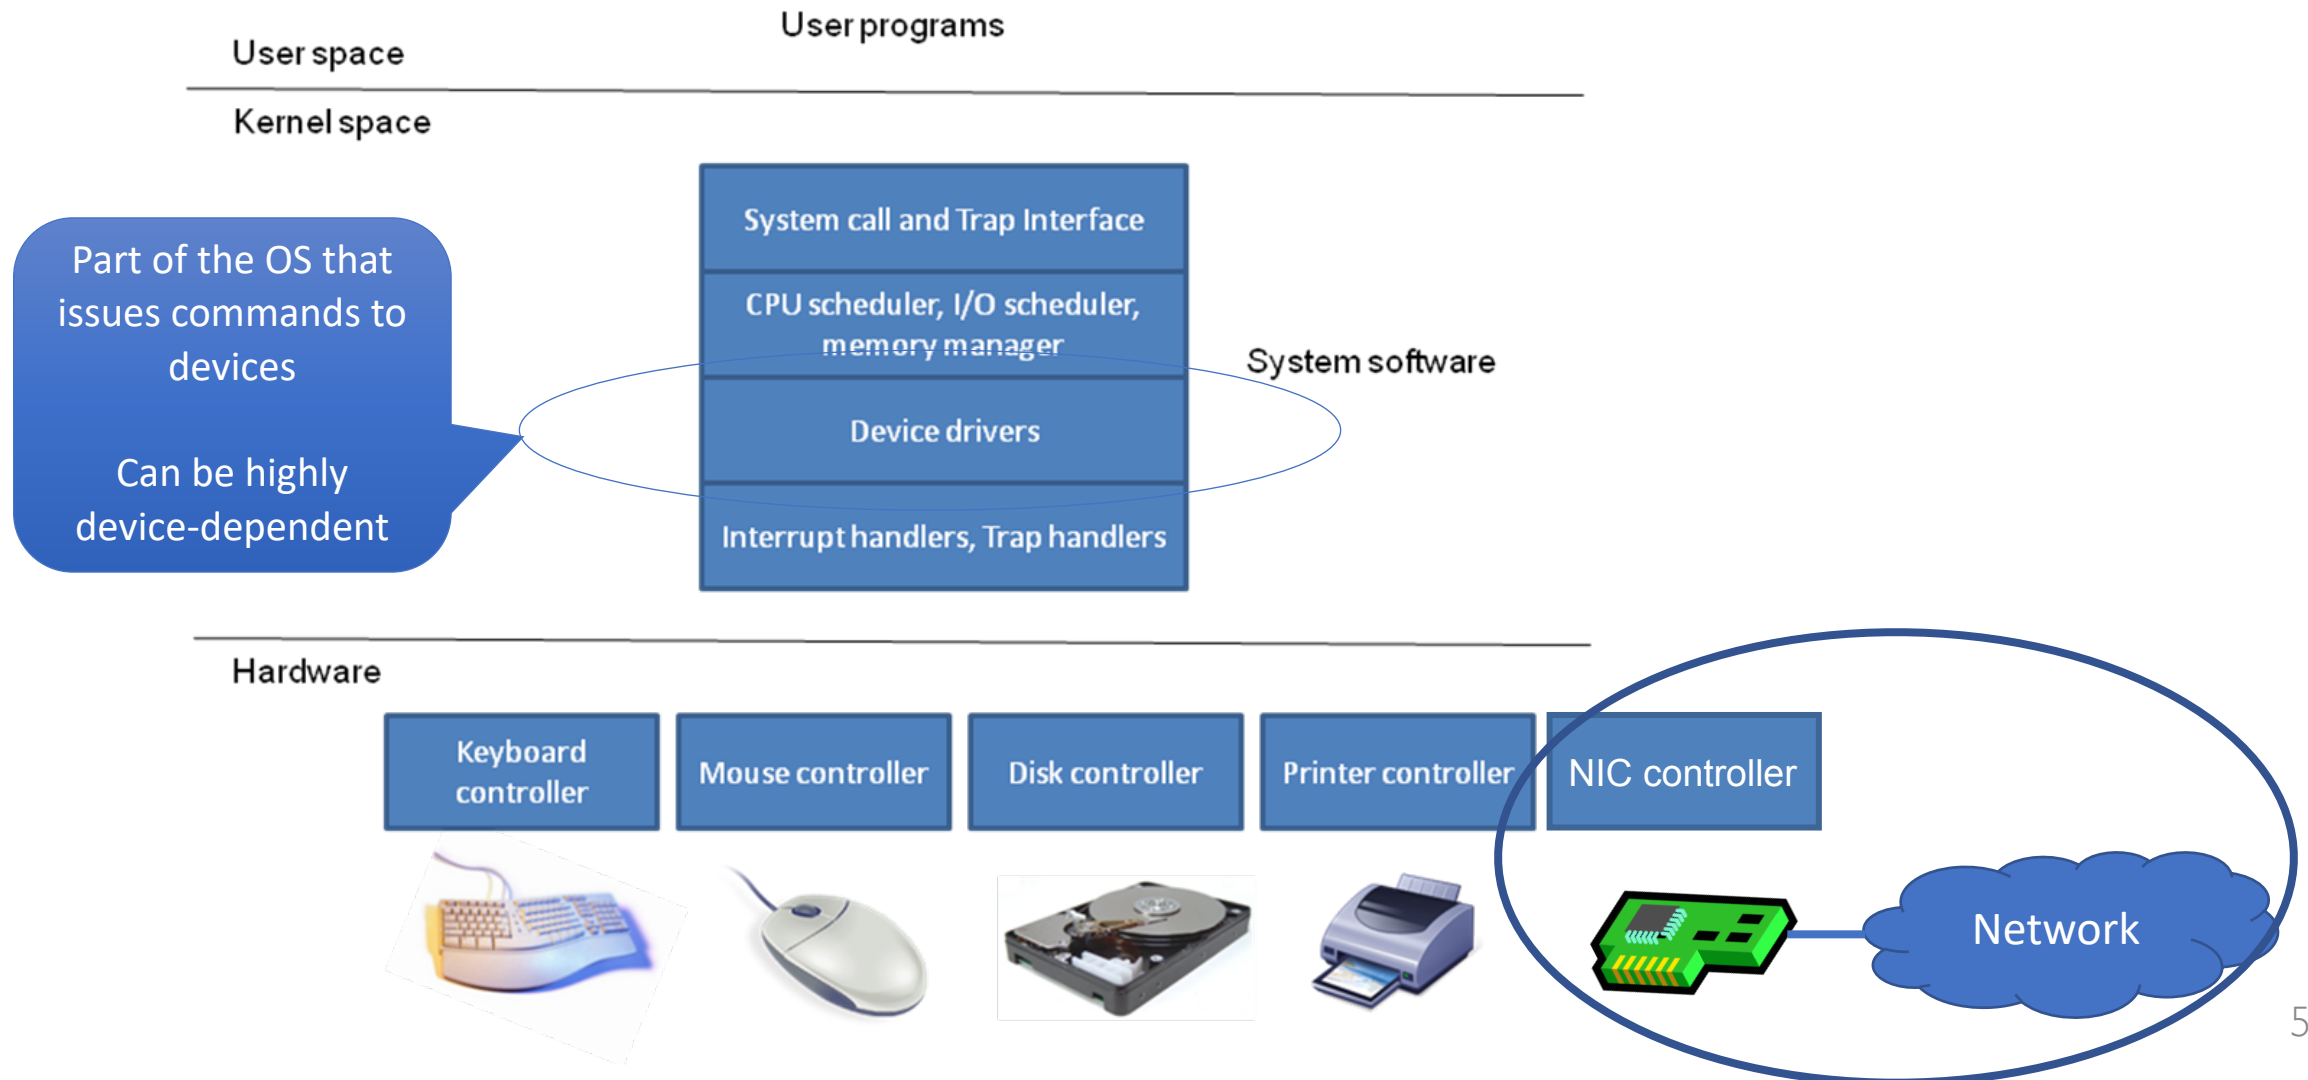 User programs
User space
Kernel space
System call and Trap Interface
Part of the OS that
issues commands to
devices
Can be highly
device-dependent
CPU scheduler, I/O scheduler,
memory manager
System software
Device drivers
Interrupt handlers, Trap handlers
Hardware
Keyboard
controller
Mouse controller
Disk controller
Printer controller
NIC controller
Network
5